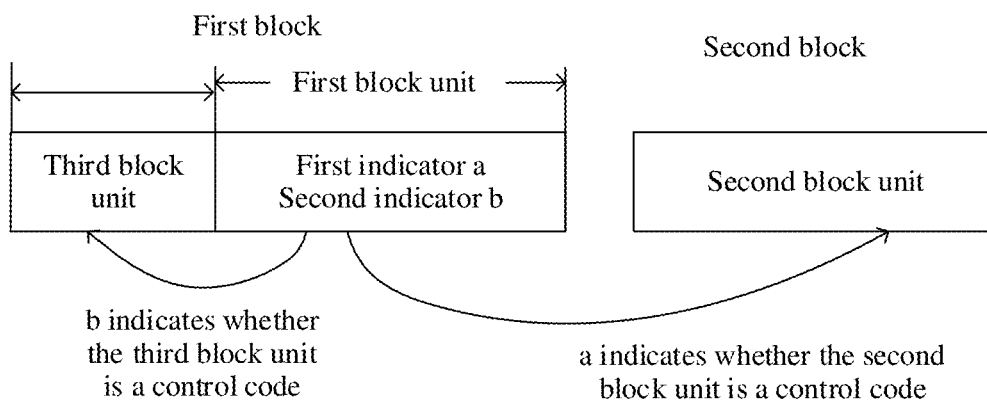 First block
Second block
First block unit
Third block
unit
First indicator a
Second indicator b
Second block unit
b indicates whether
the third block unit
is a control code
a indicates whether the second
block unit is a control code